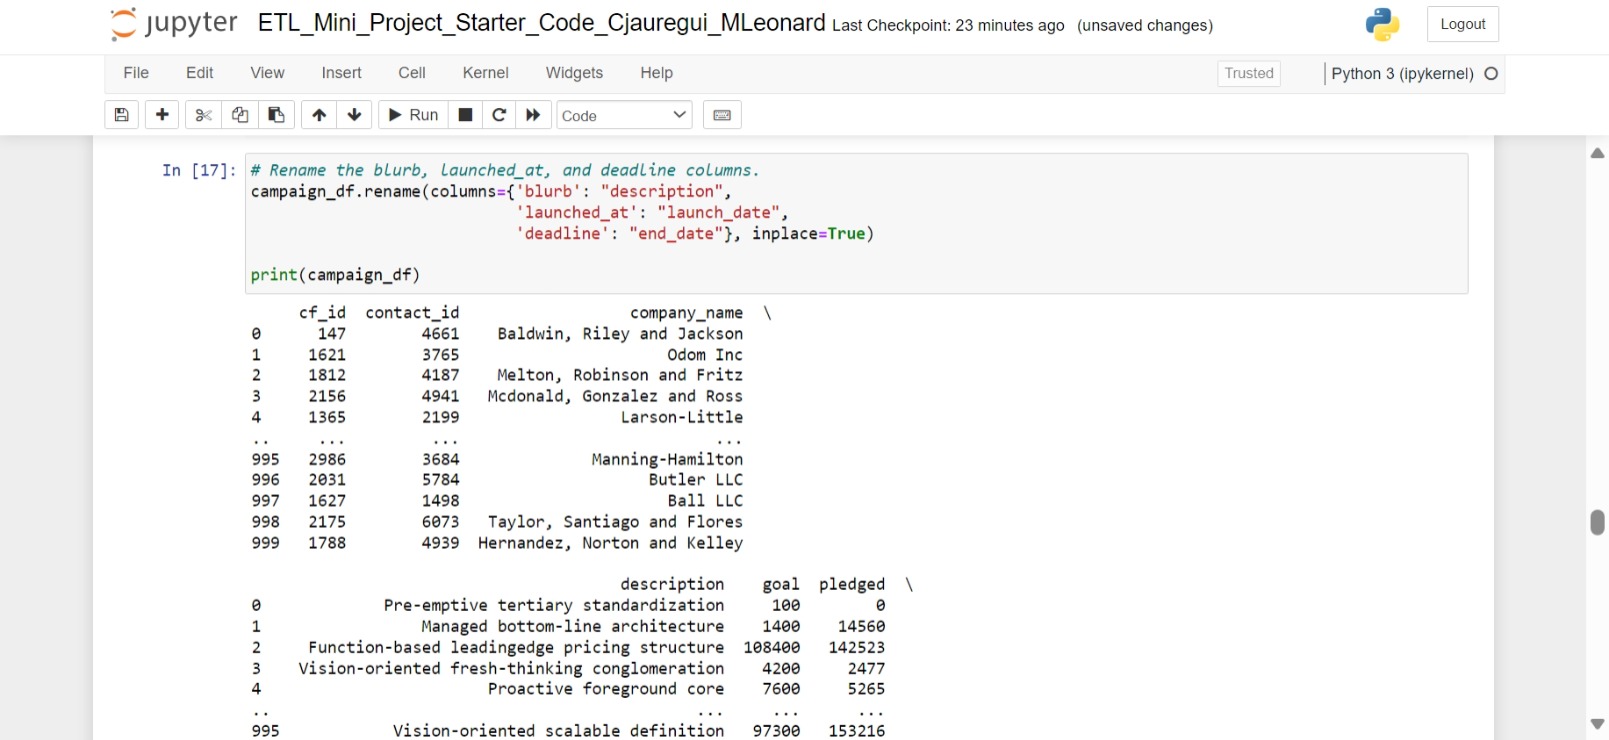 jupyter ETL_Mini_Project_Starter_Code_Cjauregui_MLeonard Last Checkpoint: 23 minutes ago (unsaved changes) Logout
File Edit View Insert Cell Kernel Widgets Help Trusted Python 3 (ipykernel)
Run Code
In [17]: # Rename the blurb, launched_at, and deadline columns.
campaign_df.rename(columns={'blurb': "description",
'launched_at': "launch_date",
'deadline': "end_date"}, inplace=True)
print(campaign_df)
cf_id contact_id company_name \
0 147 4661 Baldwin, Riley and Jackson
1 1621 3765 Odom Inc
2 1812 4187 Melton, Robinson and Fritz
3 2156 4941 Mcdonald, Gonzalez and Ross
4 1365 2199 Larson-Little
.. ... ... ...
995 2986 3684 Manning-Hamilton
996 2031 5784 Butler LLC
997 1627 1498 Ball LLC
998 2175 6073 Taylor, Santiago and Flores
999 1788 4939 Hernandez, Norton and Kelley
description goal pledged \
0 Pre-emptive tertiary standardization 100 0
1 Managed bottom-line architecture 1400 14560
2 Function-based leadingedge pricing structure 108400 142523
3 Vision-oriented fresh-thinking conglomeration 4200 2477
4 Proactive foreground core 7600 5265
.. ... ... ...
995 Vision-oriented scalable definition 97300 153216